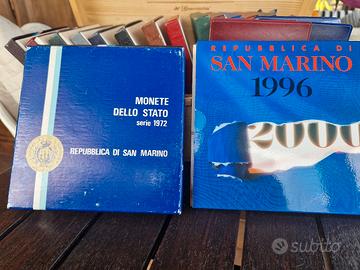 MONETE
DELLO STATO
serie 1972
REPUBBLICA DI SAN MARINO
REPUBBLICA DI
SAN MARINO
1996
2000
subito